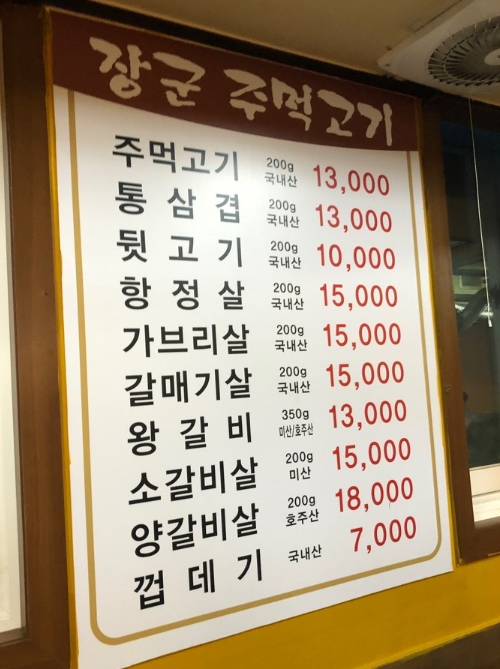 장군 주먹고기
주먹고기 200g 국내산 13,000
통삼겹 200g 국내산 13,000
뒷고기 200g 국내산 10,000
항정살 200g 국내산 15,000
가브리살 200g 국내산 15,000
갈매기살 200g 국내산 15,000
왕갈비 350g 미산/호주산 13,000
소갈비살 200g 미산 15,000
양갈비살 200g 호주산 18,000
껍데기 국내산 7,000